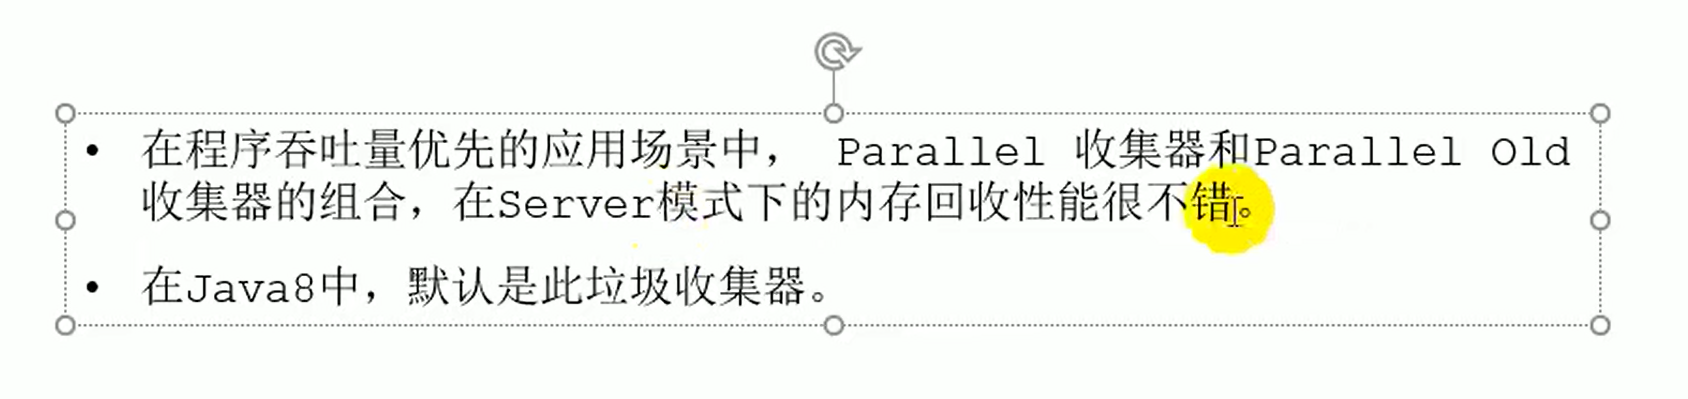 • 在程序吞吐量优先的应用场景中， Parallel 收集器和Parallel Old
收集器的组合，在Server模式下的内存回收性能很不错。
• 在Java8中，默认是此垃圾收集器。